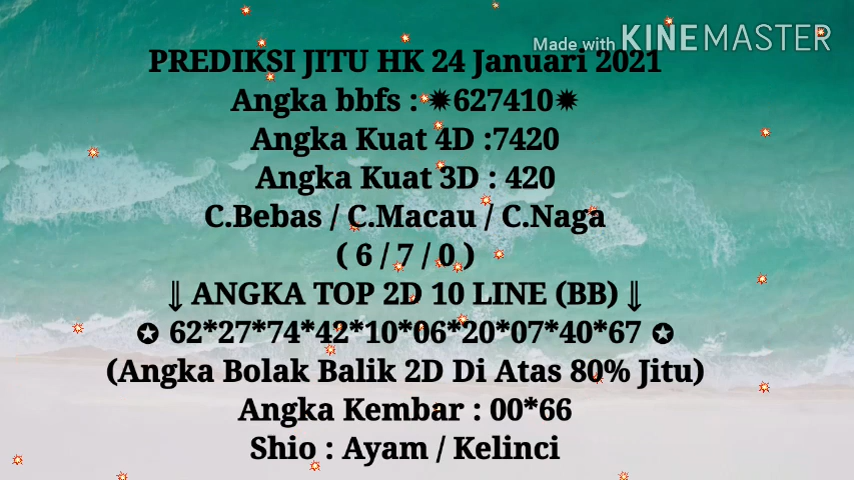 Made with KINEMASTER
PREDIKSI JITU HK 24 Januari 2021
Angka bbfs : ✹627410✹
Angka Kuat 4D :7420
Angka Kuat 3D : 420
C.Bebas / C.Macau / C.Naga
( 6 / 7 / 0 )
⇓ ANGKA TOP 2D 10 LINE (BB) ⇓
✪ 62*27*74*42*10*06*20*07*40*67 ✪
(Angka Bolak Balik 2D Di Atas 80% Jitu)
Angka Kembar : 00*66
Shio : Ayam / Kelinci